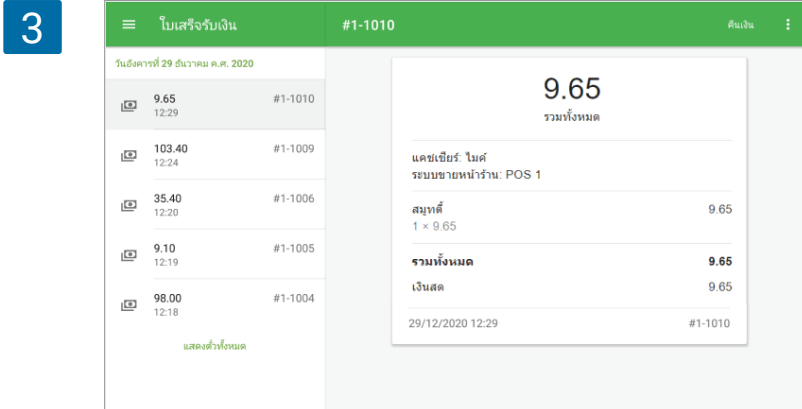 3
ใบเสร็จรับเงิน
#1-1010
คืนเงิน
วันอังคารที่ 29 ธันวาคม ค.ศ. 2020
9.65 #1-1010
12:29
103.40 #1-1009
12:24
35.40 #1-1006
12:20
9.10 #1-1005
12:19
98.00 #1-1004
12:18
แสดงตั๋วทั้งหมด
9.65
รวมทั้งหมด
แคชเชียร์: ไมค์
ระบบขายหน้าร้าน: POS 1
สมูทตี้ 9.65
1 × 9.65
รวมทั้งหมด 9.65
เงินสด 9.65
29/12/2020 12:29 #1-1010